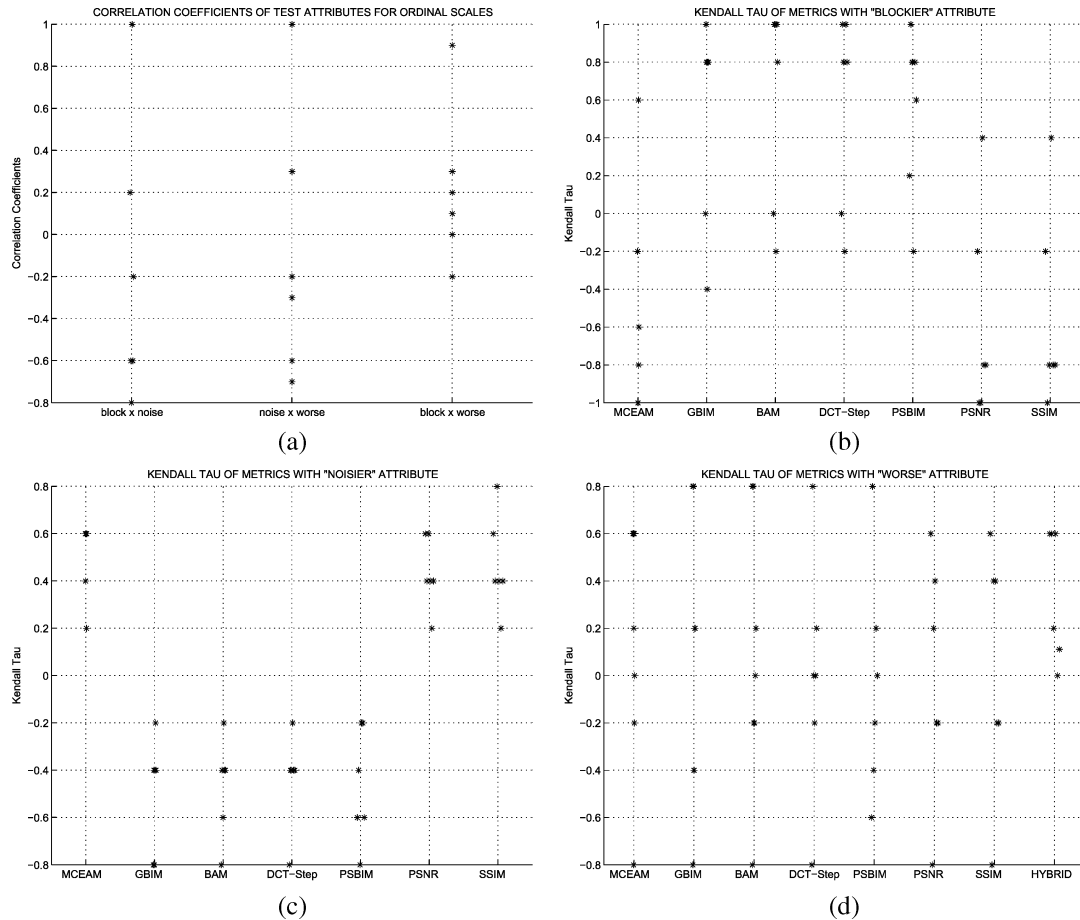 CORRELATION COEFFICIENTS OF TEST ATTRIBUTES FOR ORDINAL SCALES
1
0.8
0.6
0.4
0.2
0
−0.2
−0.4
−0.6
−0.8
Correlation Coefficients
block x noise noise x worse block x worse
(a)
KENDALL TAU OF METRICS WITH "BLOCKIER" ATTRIBUTE
1
0.8
0.6
0.4
0.2
0
−0.2
−0.4
−0.6
−0.8
−1
Kendall Tau
MCEAM GBIM BAM DCT−Step PSBIM PSNR SSIM
(b)
KENDALL TAU OF METRICS WITH "NOISIER" ATTRIBUTE
0.8
0.6
0.4
0.2
0
−0.2
−0.4
−0.6
−0.8
Kendall Tau
MCEAM GBIM BAM DCT−Step PSBIM PSNR SSIM
(c)
KENDALL TAU OF METRICS WITH "WORSE" ATTRIBUTE
0.8
0.6
0.4
0.2
0
−0.2
−0.4
−0.6
−0.8
Kendall Tau
MCEAM GBIM BAM DCT−Step PSBIM PSNR SSIM HYBRID
(d)